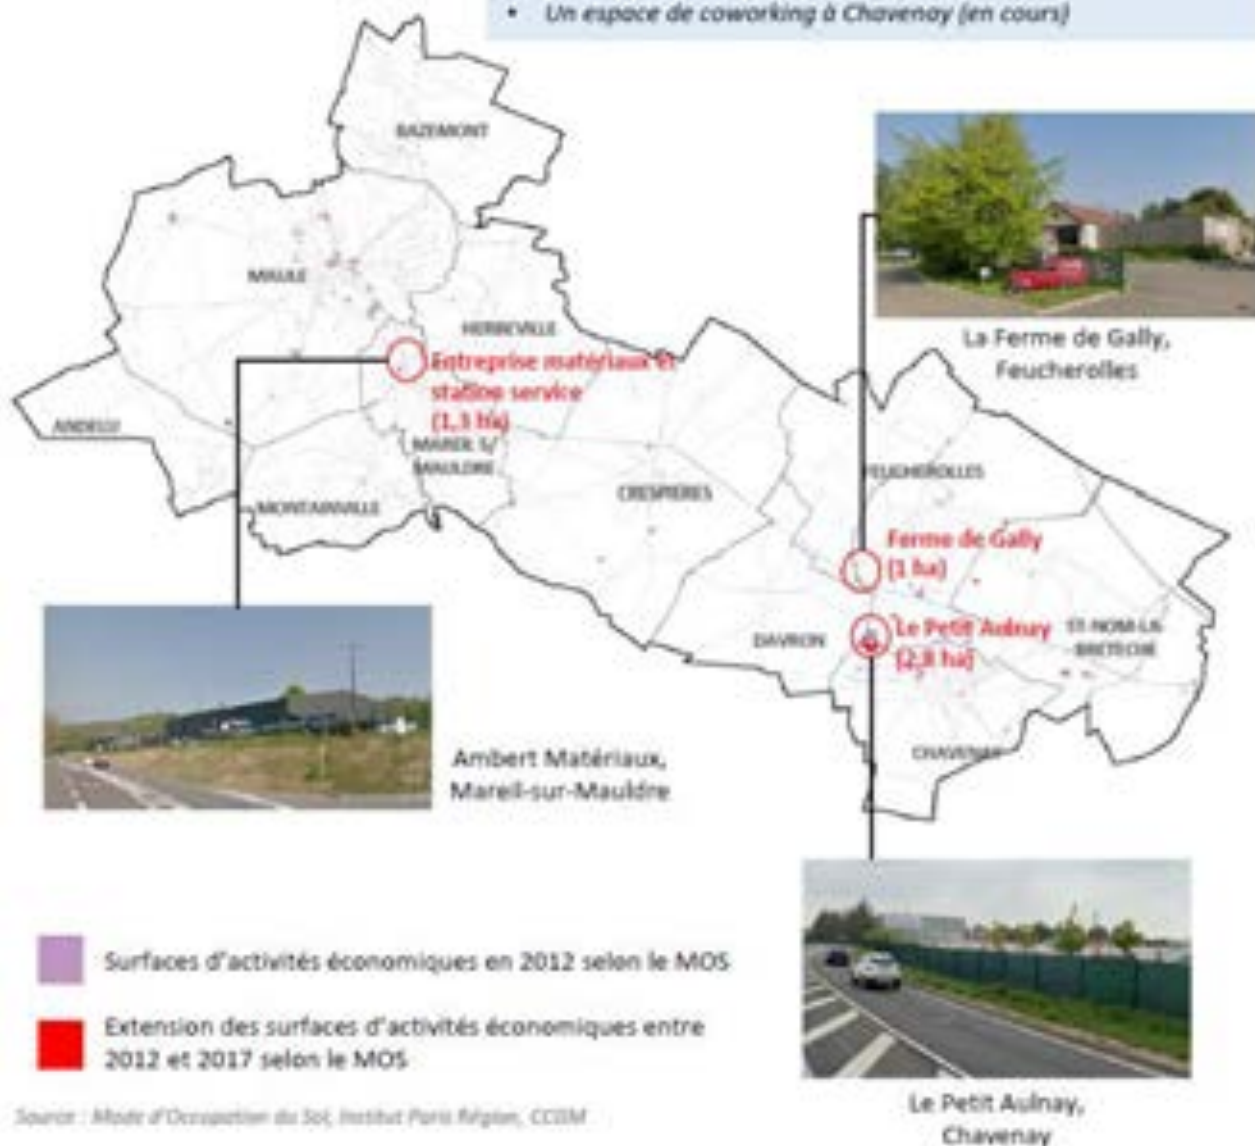 • Un espace de coworking à Chavenay (en cours)
BAZEMONT
MAULE
HERBEVILLE
La Ferme de Gally,
Feucherolles
Entreprise matériaux et
station service
(1,3 ha)
ANDELU
MAREIL S/
MAULDRE
FEUCHEROLLES
CRESPIERES
MONTAINVILLE
Ferme de Gally
(1 ha)
Le Petit Aulnay
(2,8 ha)
DAVRON
ST-NOM-LA-
BRETECHE
CHAVENAY
Ambert Matériaux,
Mareil-sur-Mauldre
Surfaces d'activités économiques en 2012 selon le MOS
Extension des surfaces d'activités économiques entre
2012 et 2017 selon le MOS
Source : Mode d'Occupation du Sol, Institut Paris Région, CCGM
Le Petit Aulnay,
Chavenay